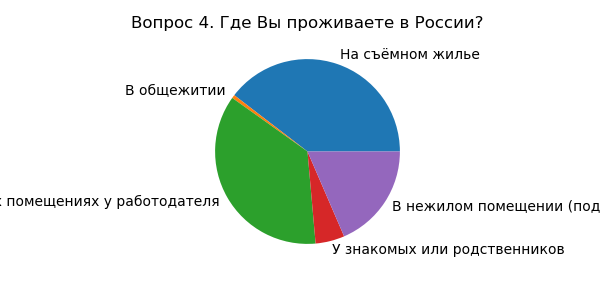 Вопрос 4. Где Вы проживаете в России?
На съёмном жилье
В общежитии
помещениях у работодателя
В нежилом помещении (под
У знакомых или родственников